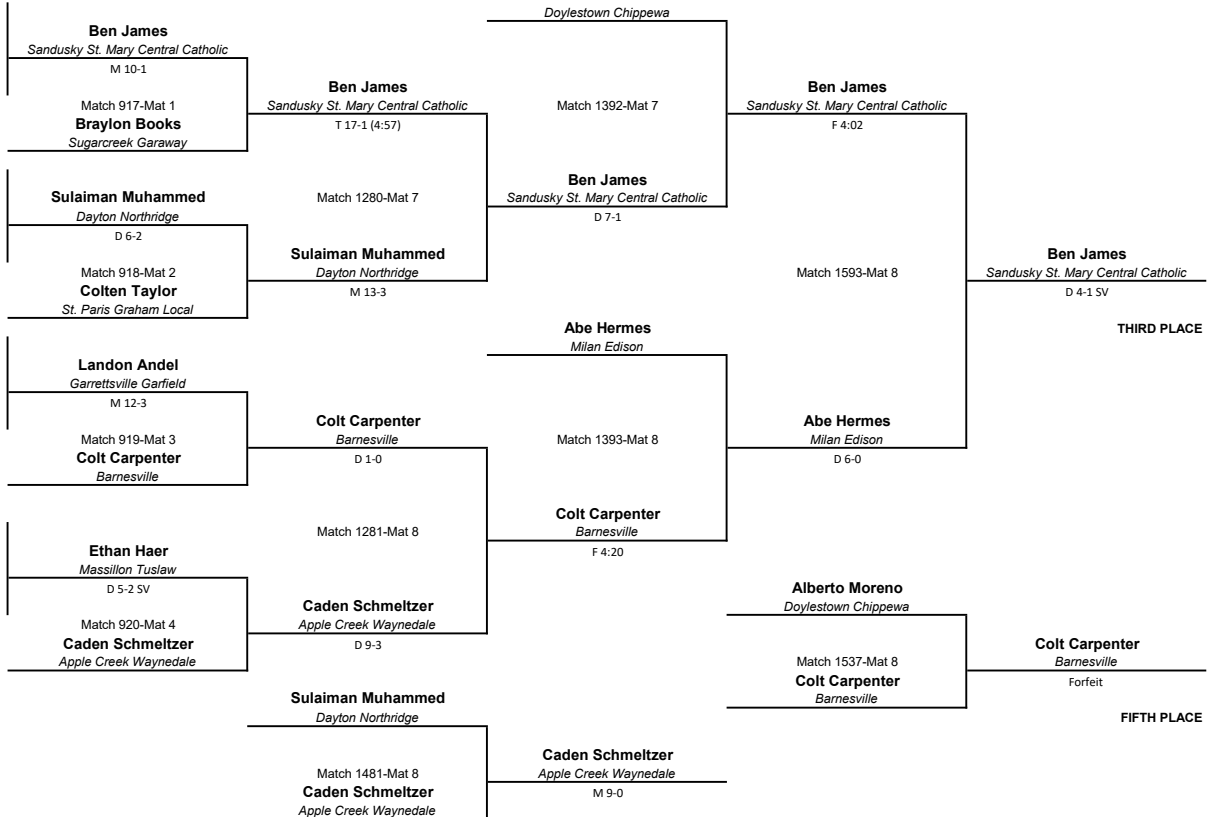 Doylestown Chippewa
Ben James
Sandusky St. Mary Central Catholic
M 10-1
Match 917-Mat 1
Braylon Books
Sugarcreek Garaway
Sulaiman Muhammed
Dayton Northridge
D 6-2
Match 918-Mat 2
Colten Taylor
St. Paris Graham Local
Landon Andel
Garrettsville Garfield
M 12-3
Match 919-Mat 3
Colt Carpenter
Barnesville
Ethan Haer
Massillon Tuslaw
D 5-2 SV
Match 920-Mat 4
Caden Schmeltzer
Apple Creek Waynedale
Ben James
Sandusky St. Mary Central Catholic
T 17-1 (4:57)
Match 1280-Mat 7
Sulaiman Muhammed
Dayton Northridge
M 13-3
Colt Carpenter
Barnesville
D 1-0
Match 1281-Mat 8
Caden Schmeltzer
Apple Creek Waynedale
D 9-3
Sulaiman Muhammed
Dayton Northridge
Match 1481-Mat 8
Caden Schmeltzer
Apple Creek Waynedale
Match 1392-Mat 7
Ben James
Sandusky St. Mary Central Catholic
D 7-1
Abe Hermes
Milan Edison
Match 1393-Mat 8
Colt Carpenter
Barnesville
F 4:20
Caden Schmeltzer
Apple Creek Waynedale
M 9-0
Ben James
Sandusky St. Mary Central Catholic
F 4:02
Match 1593-Mat 8
Abe Hermes
Milan Edison
D 6-0
Alberto Moreno
Doylestown Chippewa
Match 1537-Mat 8
Colt Carpenter
Barnesville
Ben James
Sandusky St. Mary Central Catholic
D 4-1 SV
THIRD PLACE
Colt Carpenter
Barnesville
Forfeit
FIFTH PLACE